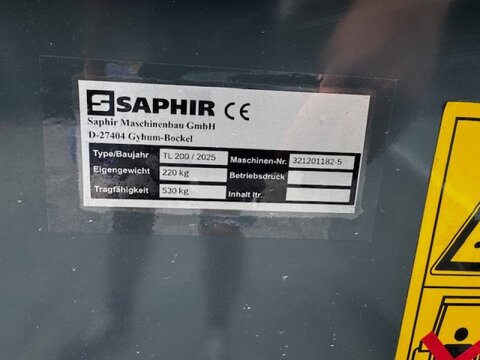 SAPHIR CE
Saphir Maschinenbau GmbH
D-27404 Gyhum-Bockel
Type/Baujahr TL 200 / 2025 Maschinen-Nr. 321201182-5
Eigengewicht 220 kg Betriebsdruck
Tragfähigkeit 530 kg Inhalt ltr.